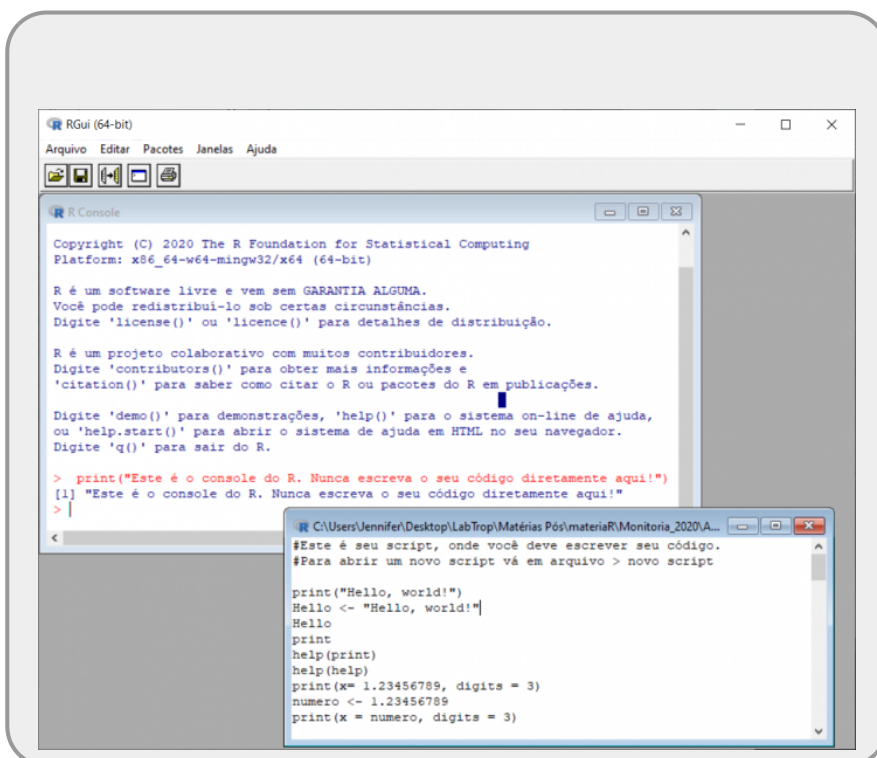 RGui (64-bit)
Arquivo Editar Pacotes Janelas Ajuda
R Console
Copyright (C) 2020 The R Foundation for Statistical Computing
Platform: x86_64-w64-mingw32/x64 (64-bit)
R é um software livre e vem sem GARANTIA ALGUMA.
Você pode redistribuí-lo sob certas circunstâncias.
Digite 'license()' ou 'licence()' para detalhes de distribuição.
R é um projeto colaborativo com muitos contribuidores.
Digite 'contributors()' para obter mais informações e
'citation()' para saber como citar o R ou pacotes do R em publicações.
Digite 'demo()' para demonstrações, 'help()' para o sistema on-line de ajuda,
ou 'help.start()' para abrir o sistema de ajuda em HTML no seu navegador.
Digite 'q()' para sair do R.
> print("Este é o console do R. Nunca escreva o seu código diretamente aqui!")
[1] "Este é o console do R. Nunca escreva o seu código diretamente aqui!"
>
C:\Users\Jennifer\Desktop\LabTrop\Matérias Pós\materiaR\Monitoria_2020\A...
#Este é seu script, onde você deve escrever seu código.
#Para abrir um novo script vá em arquivo > novo script
print("Hello, world!")
Hello <- "Hello, world!"
Hello
print
help(print)
help(help)
print(x= 1.23456789, digits = 3)
numero <- 1.23456789
print(x = numero, digits = 3)